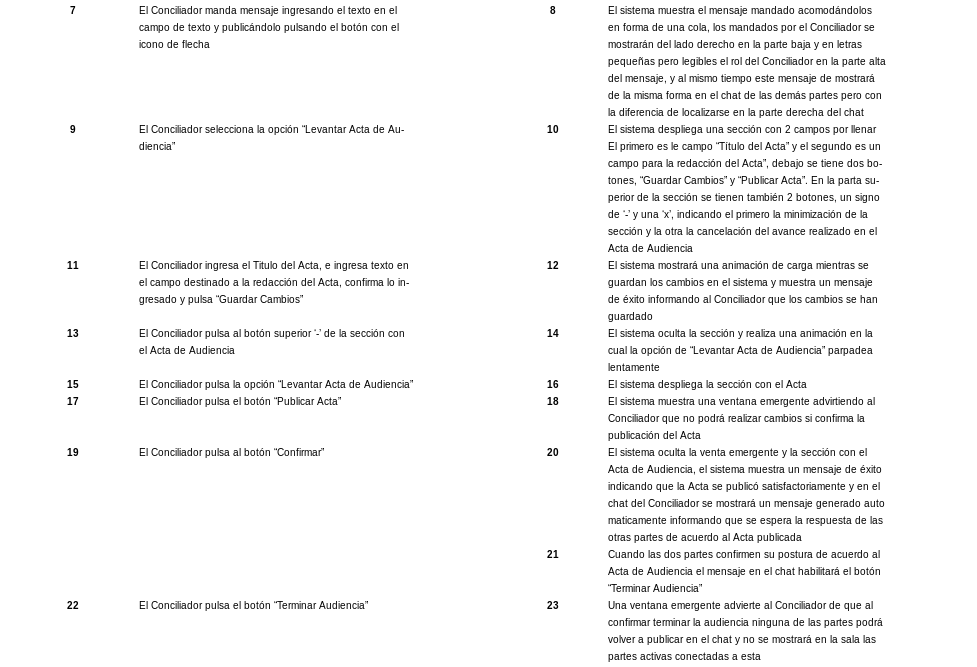 7 El Conciliador manda mensaje ingresando el texto en el
campo de texto y publicándolo pulsando el botón con el
icono de flecha
8 El sistema muestra el mensaje mandado acomodándolos
en forma de una cola, los mandados por el Conciliador se
mostrarán del lado derecho en la parte baja y en letras
pequeñas pero legibles el rol del Conciliador en la parte alta
del mensaje, y al mismo tiempo este mensaje de mostrará
de la misma forma en el chat de las demás partes pero con
la diferencia de localizarse en la parte derecha del chat
9 El Conciliador selecciona la opción “Levantar Acta de Au-
diencia”
10 El sistema despliega una sección con 2 campos por llenar
El primero es le campo “Título del Acta” y el segundo es un
campo para la redacción del Acta”, debajo se tiene dos bo-
tones, “Guardar Cambios” y “Publicar Acta”. En la parta su-
perior de la sección se tienen también 2 botones, un signo
de ‘-’ y una ‘x’, indicando el primero la minimización de la
sección y la otra la cancelación del avance realizado en el
Acta de Audiencia
11 El Conciliador ingresa el Titulo del Acta, e ingresa texto en
el campo destinado a la redacción del Acta, confirma lo in-
gresado y pulsa “Guardar Cambios”
12 El sistema mostrará una animación de carga mientras se
guardan los cambios en el sistema y muestra un mensaje
de éxito informando al Conciliador que los cambios se han
guardado
13 El Conciliador pulsa al botón superior ‘-’ de la sección con
el Acta de Audiencia
14 El sistema oculta la sección y realiza una animación en la
cual la opción de “Levantar Acta de Audiencia” parpadea
lentamente
15 El Conciliador pulsa la opción “Levantar Acta de Audiencia”
16 El sistema despliega la sección con el Acta
17 El Conciliador pulsa el botón “Publicar Acta”
18 El sistema muestra una ventana emergente advirtiendo al
Conciliador que no podrá realizar cambios si confirma la
publicación del Acta
19 El Conciliador pulsa al botón “Confirmar”
20 El sistema oculta la venta emergente y la sección con el
Acta de Audiencia, el sistema muestra un mensaje de éxito
indicando que la Acta se publicó satisfactoriamente y en el
chat del Conciliador se mostrará un mensaje generado auto
maticamente informando que se espera la respuesta de las
otras partes de acuerdo al Acta publicada
21 Cuando las dos partes confirmen su postura de acuerdo al
Acta de Audiencia el mensaje en el chat habilitará el botón
“Terminar Audiencia”
22 El Conciliador pulsa el botón “Terminar Audiencia”
23 Una ventana emergente advierte al Conciliador de que al
confirmar terminar la audiencia ninguna de las partes podrá
volver a publicar en el chat y no se mostrará en la sala las
partes activas conectadas a esta